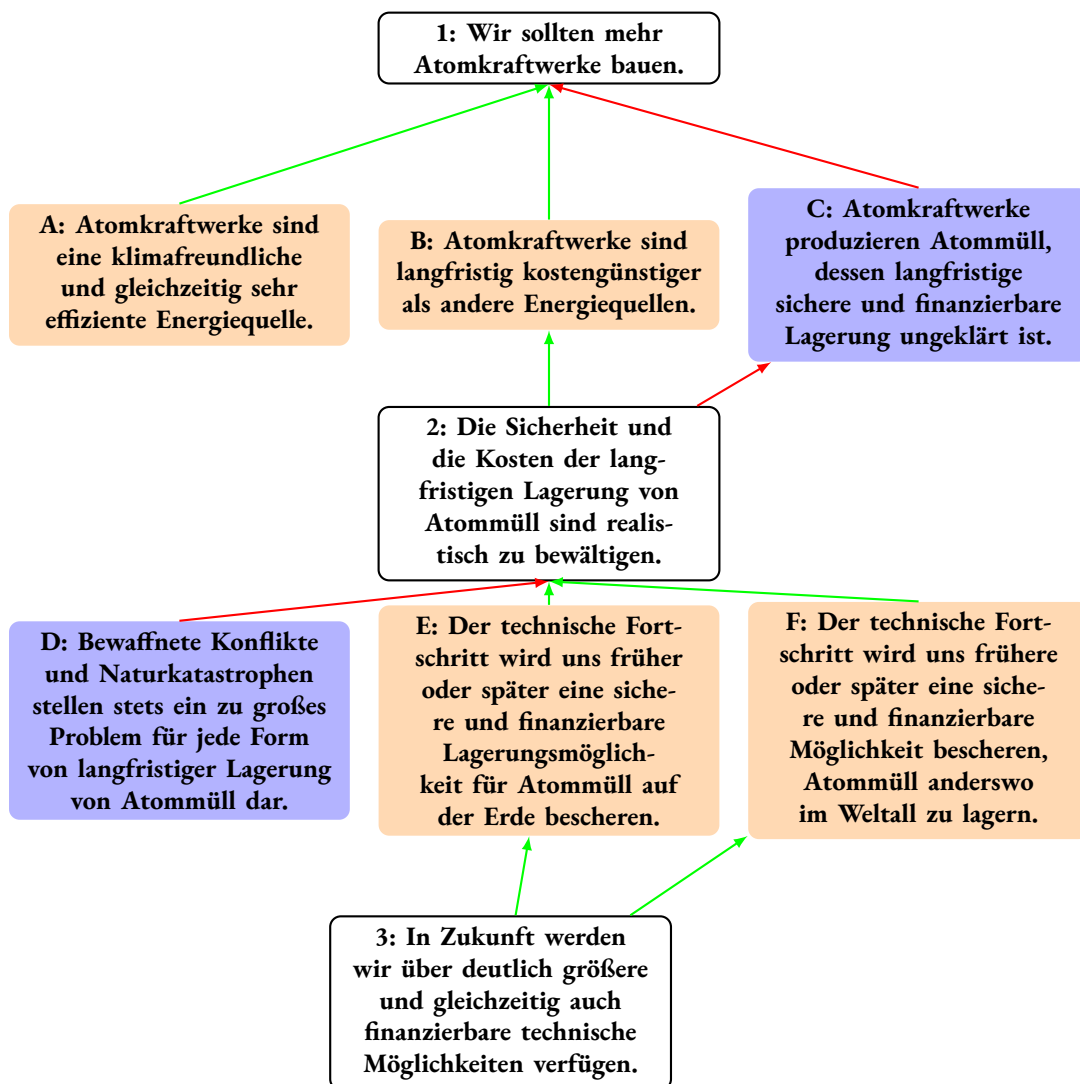 1: Wir sollten mehr
Atomkraftwerke bauen.
A: Atomkraftwerke sind
eine klimafreundliche
und gleichzeitig sehr
effiziente Energiequelle.
B: Atomkraftwerke sind
langfristig kostengünstiger
als andere Energiequellen.
C: Atomkraftwerke
produzieren Atommüll,
dessen langfristige
sichere und finanzierbare
Lagerung ungeklärt ist.
2: Die Sicherheit und
die Kosten der lang-
fristigen Lagerung von
Atommüll sind realis-
tisch zu bewältigen.
D: Bewaffnete Konflikte
und Naturkatastrophen
stellen stets ein zu großes
Problem für jede Form
von langfristiger Lagerung
von Atommüll dar.
E: Der technische Fort-
schritt wird uns früher
oder später eine siche-
re und finanzierbare
Lagerungsmöglich-
keit für Atommüll auf
der Erde bescheren.
F: Der technische Fort-
schritt wird uns frühere
oder später eine siche-
re und finanzierbare
Möglichkeit bescheren,
Atommüll anderswo
im Weltall zu lagern.
3: In Zukunft werden
wir über deutlich größere
und gleichzeitig auch
finanzierbare technische
Möglichkeiten verfügen.